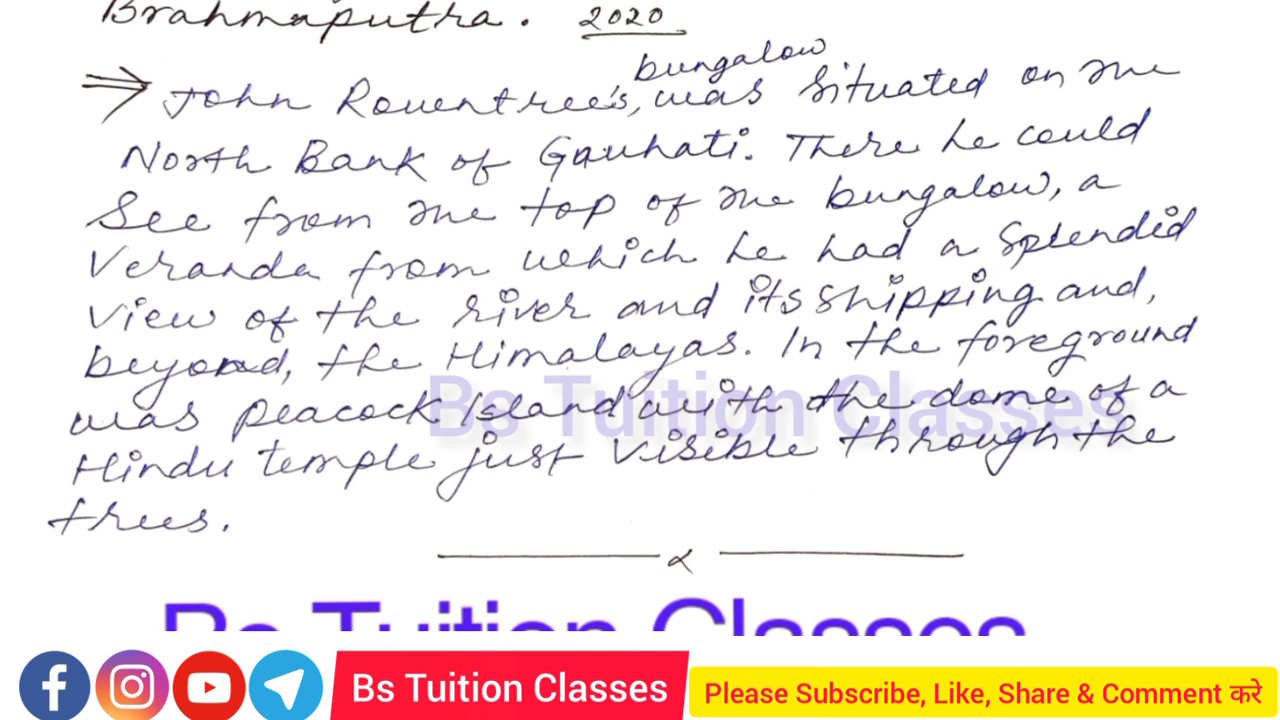 Brahmaputra. 2020
bungalow
⇒ John Rowntree's, was situated on the
North Bank of Gauhati. There he could
See from the top of the bungalow, a
Veranda from which he had a splendid
view of the river and its shipping and,
beyond, the Himalayas. In the foreground
was peacock Island with the dome of a
Hindu temple just visible through the
trees.
α
Bs Tuition Classes
Bs Tuition Classes
Bs Tuition Classes
Please Subscribe, Like, Share & Comment करे